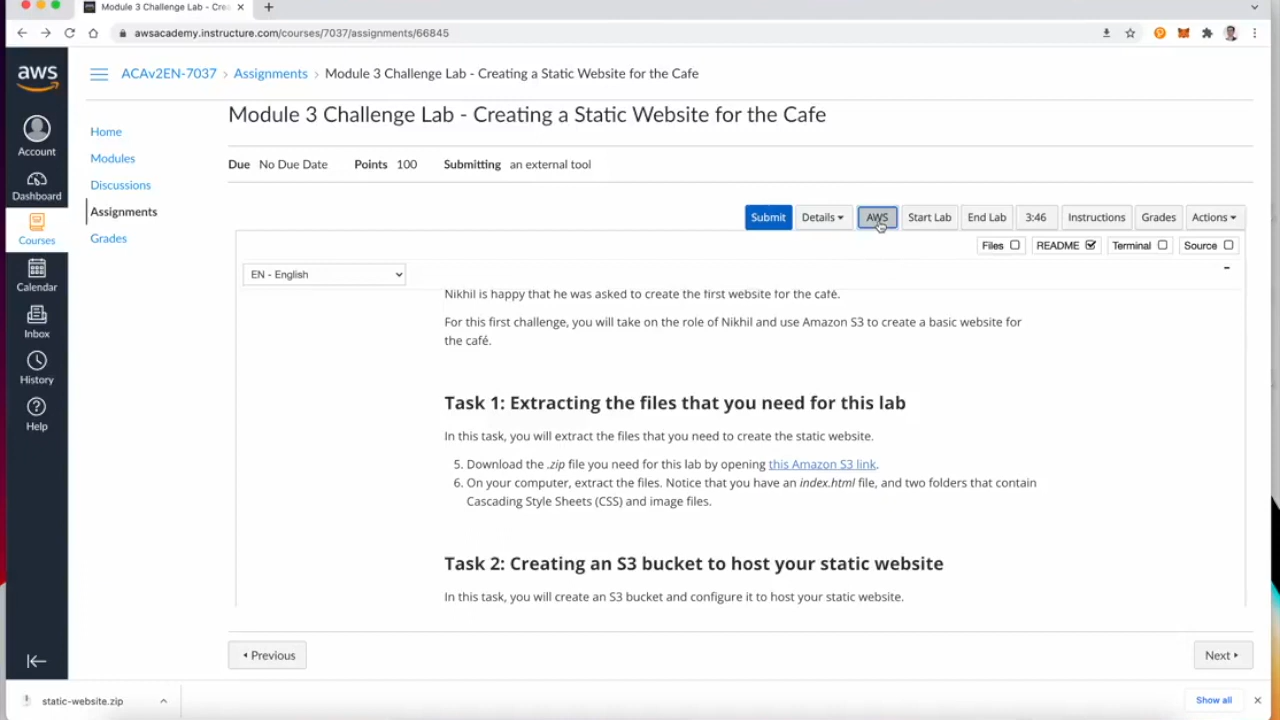 Module 3 Challenge Lab - Cre
awsacademy.instructure.com/courses/7037/assignments/66845
aws
ACAv2EN-7037 › Assignments › Module 3 Challenge Lab - Creating a Static Website for the Cafe
Account
Dashboard
Courses
Calendar
Inbox
History
Help
Home
Modules
Discussions
Assignments
Grades
Module 3 Challenge Lab - Creating a Static Website for the Cafe
Due No Due Date Points 100 Submitting an external tool
Submit Details AWS Start Lab End Lab 3:46 Instructions Grades Actions
Files README Terminal Source
EN - English
Nikhil is happy that he was asked to create the first website for the café.
For this first challenge, you will take on the role of Nikhil and use Amazon S3 to create a basic website for
the café.
Task 1: Extracting the files that you need for this lab
In this task, you will extract the files that you need to create the static website.
5. Download the .zip file you need for this lab by opening this Amazon S3 link.
6. On your computer, extract the files. Notice that you have an index.html file, and two folders that contain
Cascading Style Sheets (CSS) and image files.
Task 2: Creating an S3 bucket to host your static website
In this task, you will create an S3 bucket and configure it to host your static website.
Previous
Next
static-website.zip
Show all